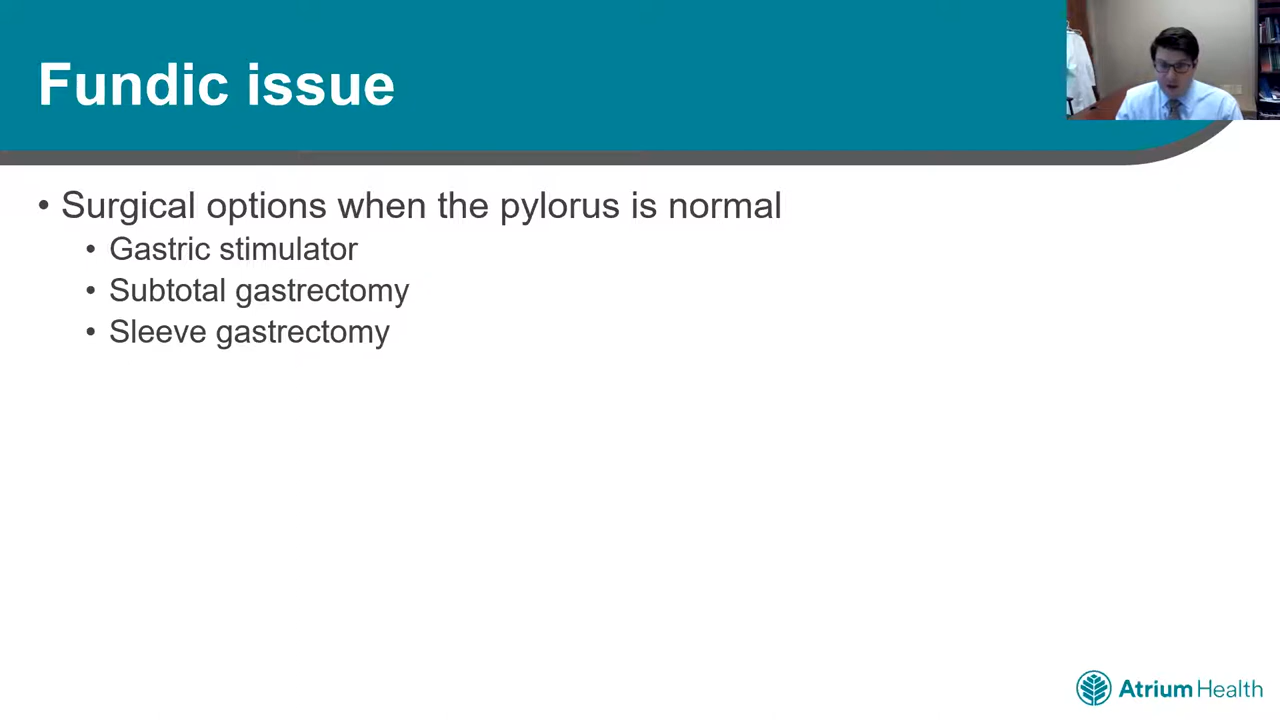 Fundic issue
• Surgical options when the pylorus is normal
• Gastric stimulator
• Subtotal gastrectomy
• Sleeve gastrectomy
Atrium Health